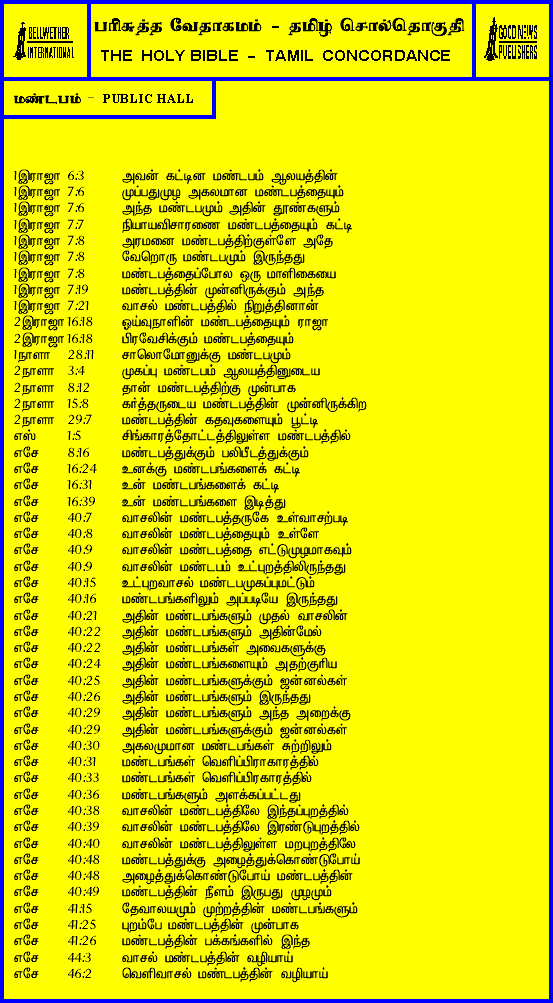 BELLWETHER INTERNATIONAL
பரிசுத்த வேதாகமம் - தமிழ் சொல்தொகுதி
THE HOLY BIBLE - TAMIL CONCORDANCE
GOOD NEWS PUBLISHERS
மண்டபம் - PUBLIC HALL
1இராஜா 6:3 அவன் கட்டின மண்டபம் ஆலயத்தின்
1இராஜா 7:6 முப்பதுமுழ அகலமான மண்டபத்தையும்
1இராஜா 7:6 அந்த மண்டபமும் அதின் தூண்களும்
1இராஜா 7:7 நியாயவிசாரணை மண்டபத்தையும் கட்டி
1இராஜா 7:8 அரமனை மண்டபத்திற்குள்ளே அதே
1இராஜா 7:8 வேறொரு மண்டபமும் இருந்தது
1இராஜா 7:8 மண்டபத்தைப்போல ஒரு மாளிகையை
1இராஜா 7:19 மண்டபத்தின் முன்னிருக்கும் அந்த
1இராஜா 7:21 வாசல் மண்டபத்தில் நிறுத்தினான்
2இராஜா 16:18 ஓய்வுநாளின் மண்டபத்தையும் ராஜா
2இராஜா 16:18 பிரவேசிக்கும் மண்டபத்தையும்
1நாளா 28:11 சாலொமோனுக்கு மண்டபமும்
2நாளா 3:4 முகப்பு மண்டபம் ஆலயத்தினுடைய
2நாளா 8:12 தான் மண்டபத்திற்கு முன்பாக
2நாளா 15:8 கர்த்தருடைய மண்டபத்தின் முன்னிருக்கிற
2நாளா 29:7 மண்டபத்தின் கதவுகளையும் பூட்டி
எஸ் 1:5 சிங்காரத்தோட்டத்திலுள்ள மண்டபத்தில்
எசே 8:16 மண்டபத்துக்கும் பலிபீடத்துக்கும்
எசே 16:24 உனக்கு மண்டபங்களைக் கட்டி
எசே 16:31 உன் மண்டபங்களைக் கட்டி
எசே 16:39 உன் மண்டபங்களை இடித்து
எசே 40:7 வாசலின் மண்டபத்தருகே உள்வாசற்படி
எசே 40:8 வாசலின் மண்டபத்தையும் உள்ளே
எசே 40:9 வாசலின் மண்டபத்தை எட்டுமுழமாகவும்
எசே 40:9 வாசலின் மண்டபம் உட்புறத்திலிருந்தது
எசே 40:15 உட்புறவாசல் மண்டபமுகப்புமட்டும்
எசே 40:16 மண்டபங்களிலும் அப்படியே இருந்தது
எசே 40:21 அதின் மண்டபங்களும் முதல் வாசலின்
எசே 40:22 அதின் மண்டபங்களும் அதின்மேல்
எசே 40:22 அதின் மண்டபங்கள் அவைகளுக்கு
எசே 40:24 அதின் மண்டபங்களையும் அதற்குரிய
எசே 40:25 அதின் மண்டபங்களுக்கும் ஜன்னல்கள்
எசே 40:26 அதின் மண்டபங்களும் இருந்தது
எசே 40:29 அதின் மண்டபங்களும் அந்த அறைக்கு
எசே 40:29 அதின் மண்டபங்களுக்கும் ஜன்னல்கள்
எசே 40:30 அகலமுமான மண்டபங்கள் சுற்றிலும்
எசே 40:31 மண்டபங்கள் வெளிப்பிராகாரத்தில்
எசே 40:33 மண்டபங்கள் வெளிப்பிரகாரத்தில்
எசே 40:36 மண்டபங்களும் அளக்கப்பட்டது
எசே 40:38 வாசலின் மண்டபத்திலே இந்தப்புறத்தில்
எசே 40:39 வாசலின் மண்டபத்திலே இரண்டுபுறத்தில்
எசே 40:40 வாசலின் மண்டபத்திலுள்ள மறபுறத்திலே
எசே 40:48 மண்டபத்துக்கு அழைத்துக்கொண்டுபோய்
எசே 40:48 அழைத்துக்கொண்டுபோய் மண்டபத்தின்
எசே 40:49 மண்டபத்தின் நீளம் இருபது முழமும்
எசே 41:15 தேவாலயமும் முற்றத்தின் மண்டபங்களும்
எசே 41:25 புறம்பே மண்டபத்தின் முன்பாக
எசே 41:26 மண்டபத்தின் பக்கங்களில் இந்த
எசே 44:3 வாசல் மண்டபத்தின் வழியாய்
எசே 46:2 வெளிவாசல் மண்டபத்தின் வழியாய்